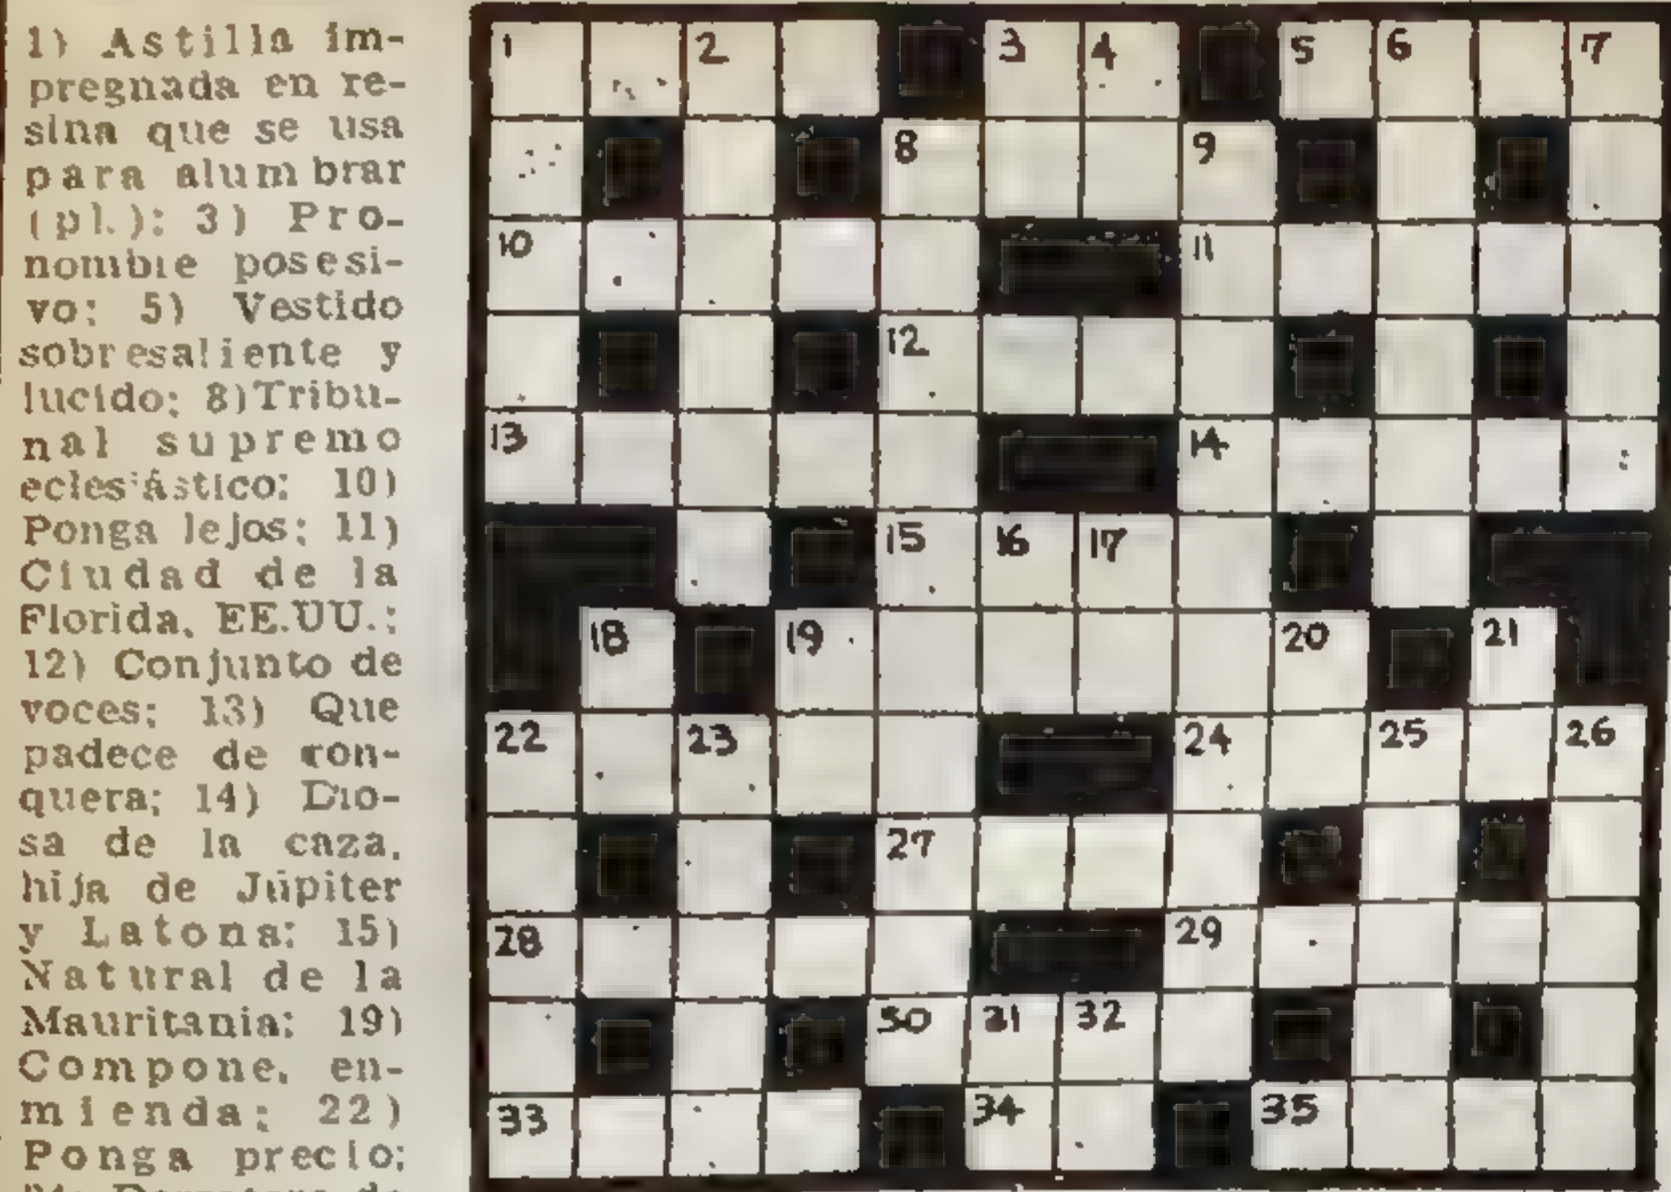 1) Astilla im-
pregnada en re-
sina que se usa
para alumbrar
(pl.); 3) Pro-
nombre posesi-
vo; 5) Vestido
sobresaliente y
lucido; 8) Tribu-
nal supremo
eclesiástico; 10)
Ponga lejos; 11)
Ciudad de la
Florida, EE.UU.;
12) Conjunto de
voces; 13) Que
padece de ron-
quera; 14) Dio-
sa de la caza,
hija de Júpiter
y Latona; 15)
Natural de la
Mauritania; 19)
Compone, en-
mienda; 22)
Ponga precio;
1 2 3 4 5 6 7
8 9
10 11
12
13 14
15 16 17
18 19 20 21
22 23 24 25 26
27
28 29
30 31 32
33 34 35